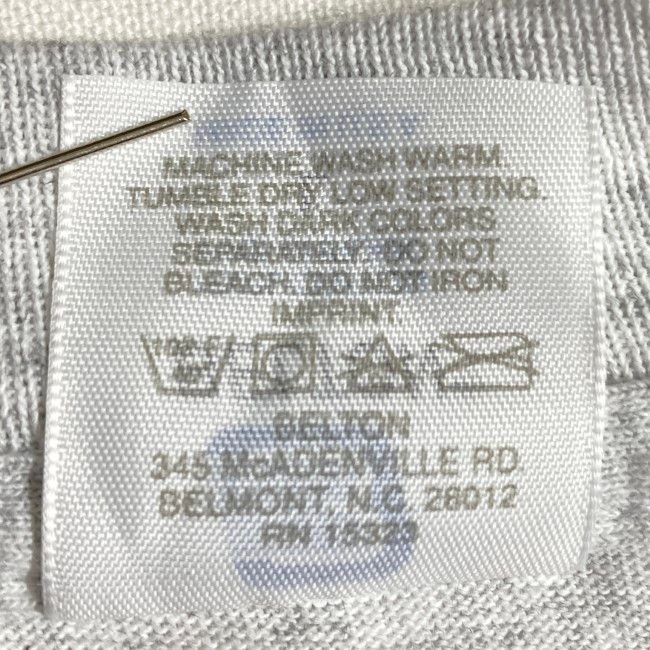 MACHINE WASH WARM.
TUMBLE DRY, LOW SETTING.
WASH DARK COLORS
SEPARATELY. DO NOT
BLEACH. DO NOT IRON
IMPRINT.
BELTON
345 McADENVILLE RD.
BELMONT, N.C. 28012
RN 15329